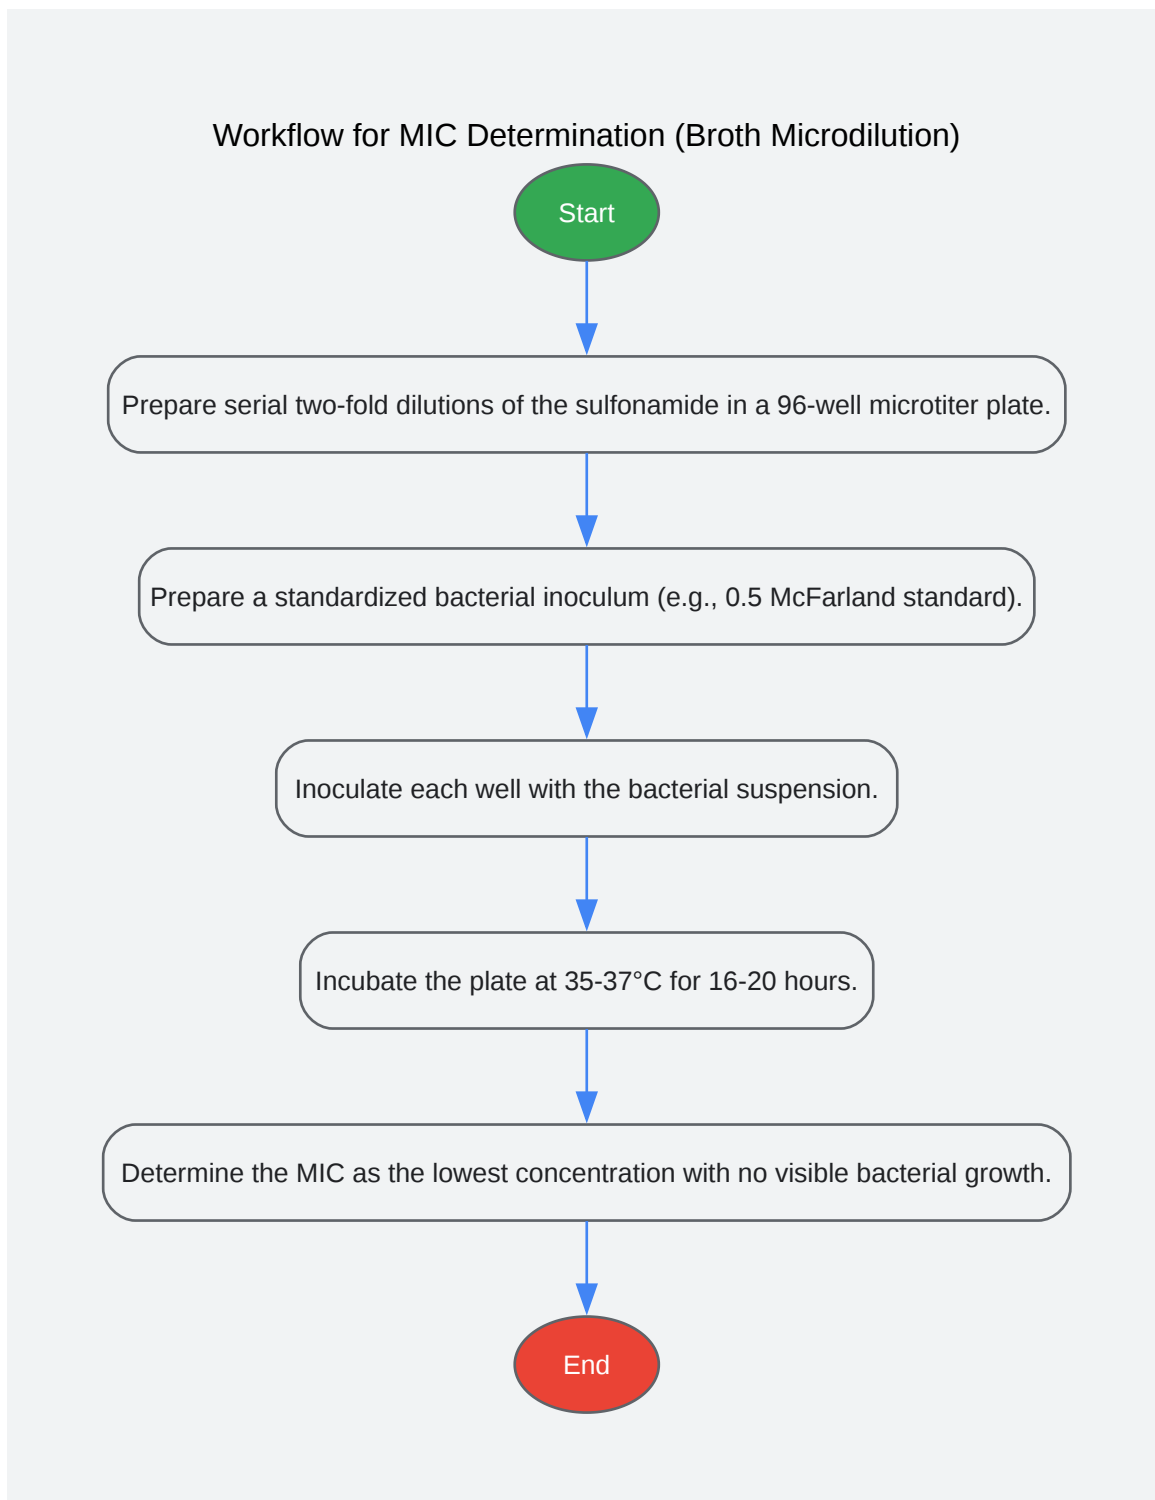 Workflow for MIC Determination (Broth Microdilution)
Start
Prepare serial two-fold dilutions of the sulfonamide in a 96-well microtiter plate.
Prepare a standardized bacterial inoculum (e.g., 0.5 McFarland standard).
Inoculate each well with the bacterial suspension.
Incubate the plate at 35-37°C for 16-20 hours.
Determine the MIC as the lowest concentration with no visible bacterial growth.
End